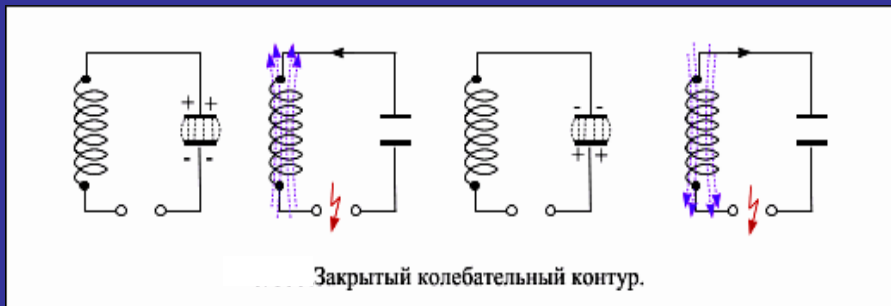 + +
- -
- -
+ +
Закрытый колебательный контур.